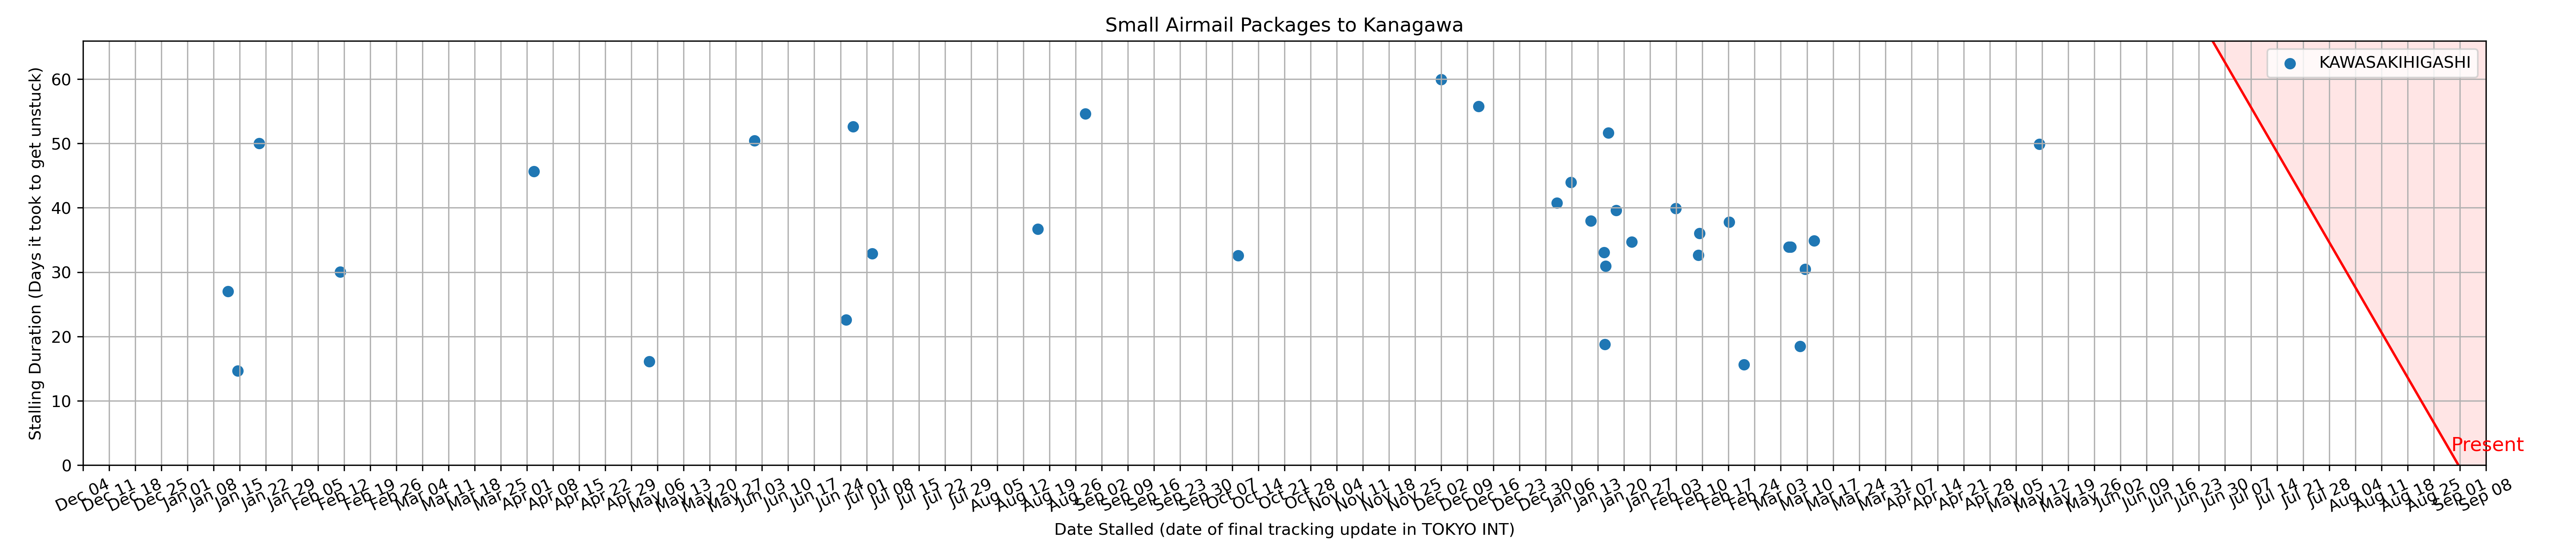 Small Airmail Packages to Kanagawa
KAWASAKIHIGASHI
Stalling Duration (Days it took to get unstuck)
60
50
40
30
20
10
0
Present
Dec 04
Dec 11
Dec 18
Dec 25
Jan 01
Jan 08
Jan 15
Jan 22
Jan 29
Feb 05
Feb 12
Feb 19
Feb 26
Mar 04
Mar 11
Mar 18
Mar 25
Apr 01
Apr 08
Apr 15
Apr 22
Apr 29
May 06
May 13
May 20
May 27
Jun 03
Jun 10
Jun 17
Jun 24
Jul 01
Jul 08
Jul 15
Jul 22
Jul 29
Aug 05
Aug 12
Aug 19
Aug 26
Sep 02
Sep 09
Sep 16
Sep 23
Sep 30
Oct 07
Oct 14
Oct 21
Oct 28
Nov 04
Nov 11
Nov 18
Nov 25
Dec 02
Dec 09
Dec 16
Dec 23
Dec 30
Jan 06
Jan 13
Jan 20
Jan 27
Feb 03
Feb 10
Feb 17
Feb 24
Mar 03
Mar 10
Mar 17
Mar 24
Mar 31
Apr 07
Apr 14
Apr 21
Apr 28
May 05
May 12
May 19
May 26
Jun 02
Jun 09
Jun 16
Jun 23
Jun 30
Jul 07
Jul 14
Jul 21
Jul 28
Aug 04
Aug 11
Aug 18
Aug 25
Sep 01
Sep 08
Date Stalled (date of final tracking update in TOKYO INT)